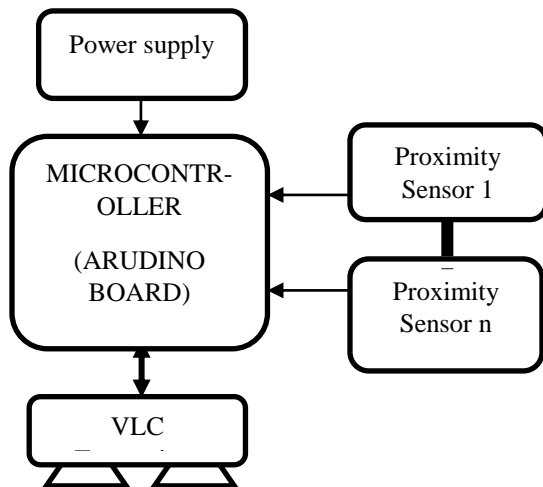 Power supply
MICROCONTR-
OLLER
(ARUDINO
BOARD)
Proximity
Sensor 1
Proximity
Sensor n
VLC